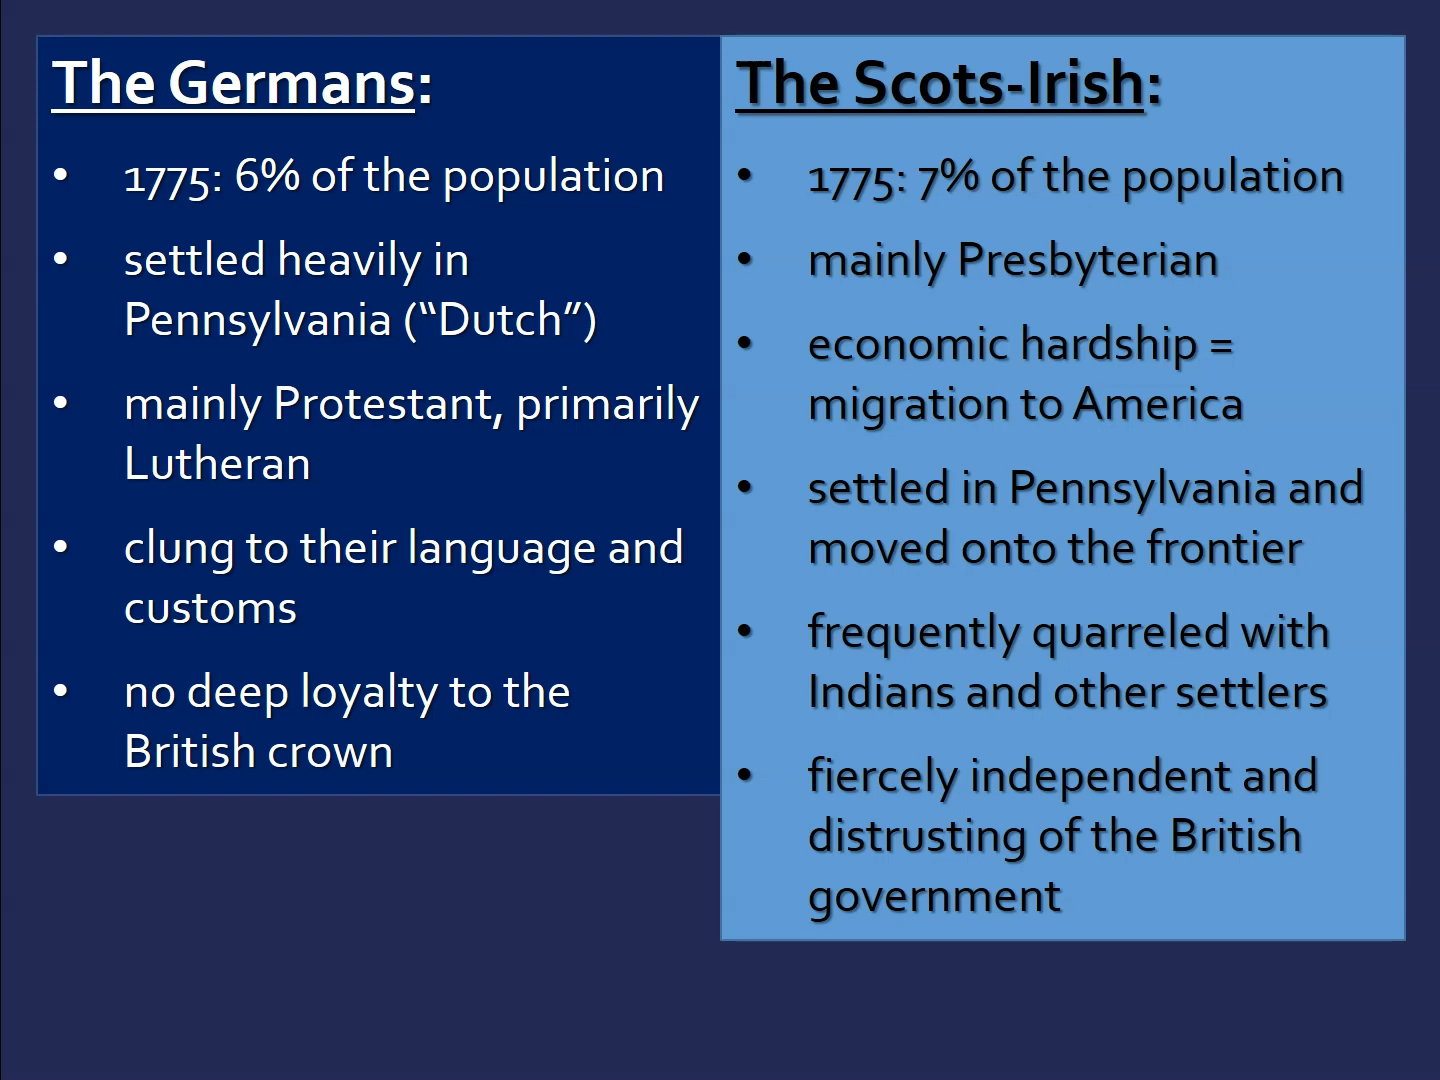 The Germans:
• 1775: 6% of the population
• settled heavily in
Pennsylvania (“Dutch”)
• mainly Protestant, primarily
Lutheran
• clung to their language and
customs
• no deep loyalty to the
British crown
The Scots-Irish:
• 1775: 7% of the population
• mainly Presbyterian
• economic hardship =
migration to America
• settled in Pennsylvania and
moved onto the frontier
• frequently quarreled with
Indians and other settlers
• fiercely independent and
distrusting of the British
government